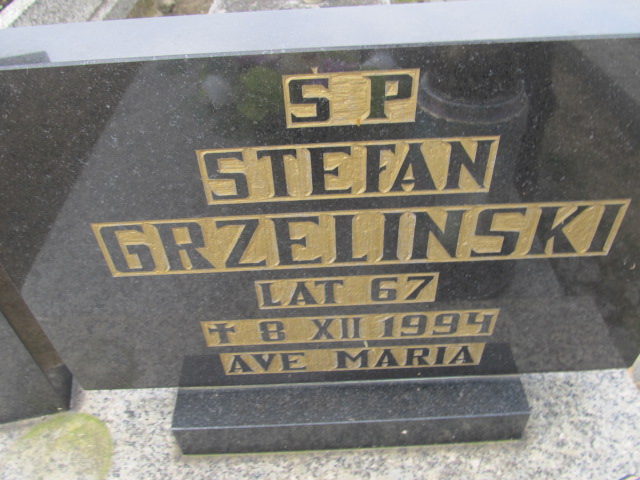 Ś P
STEFAN
GRZELINSKI
LAT 67
✝ 8 XII 1994
AVE MARIA